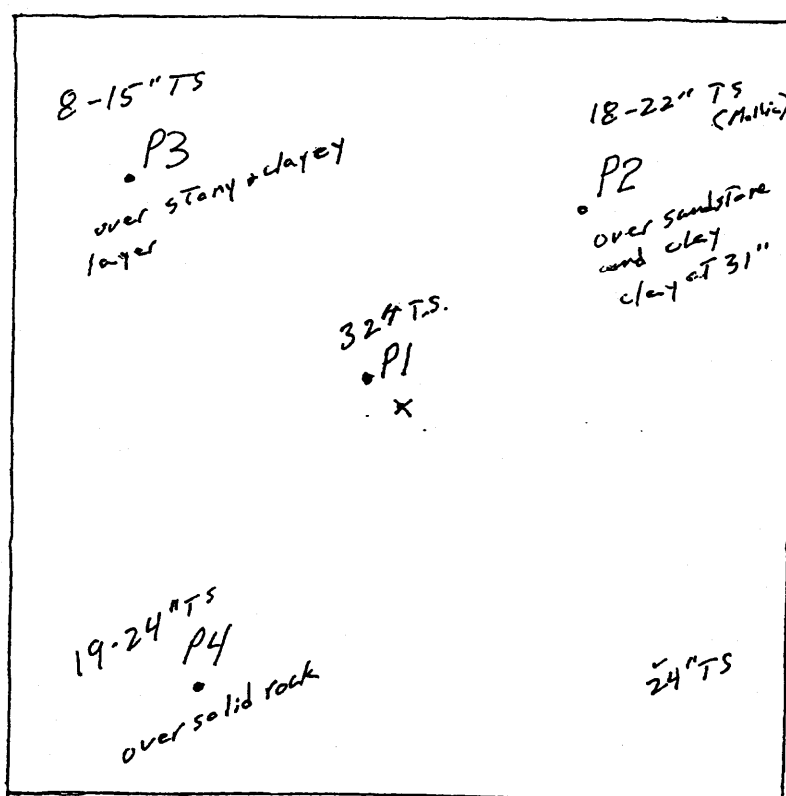 8-15" TS
P3
over stony + clayey
layer
18-22" TS
(Mollic)
P2
over sandstone
and clay
clay at 31"
32" T.S.
P1
x
19-24" TS
P4
over solid rock
24" TS